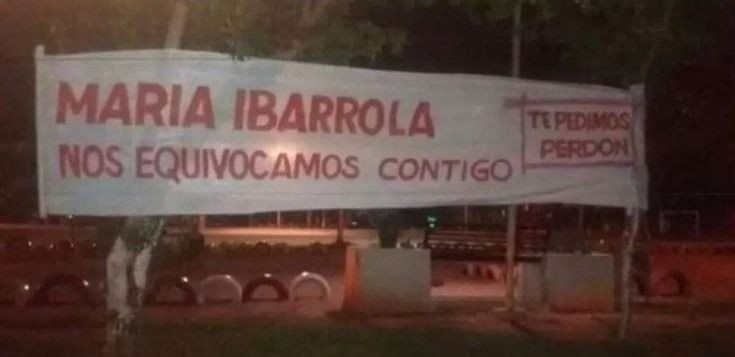 MARIA IBARROLA
NOS EQUIVOCAMOS CONTIGO
TE PEDIMOS
PERDON